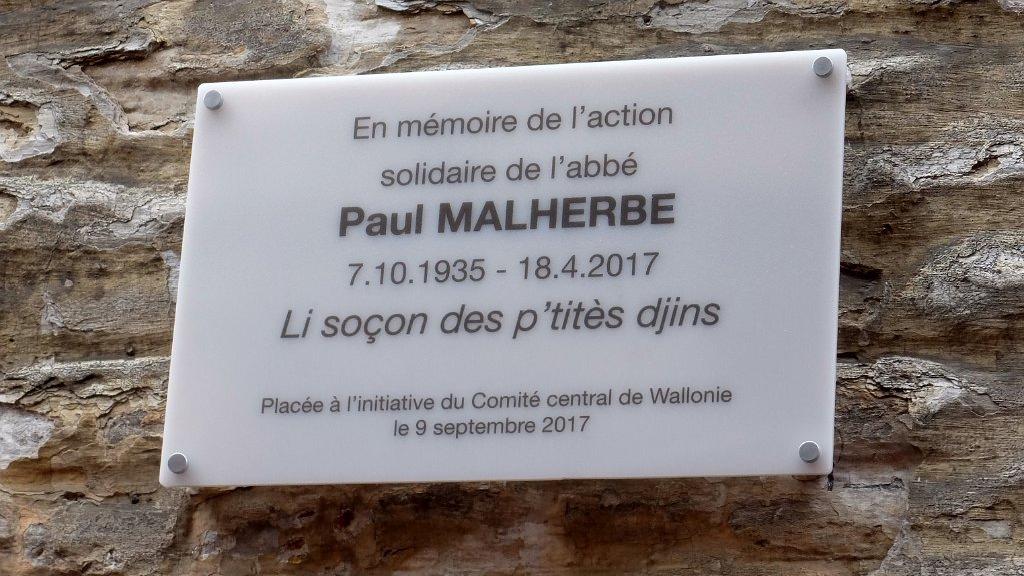 En mémoire de l’action
solidaire de l’abbé
Paul MALHERBE
7.10.1935 - 18.4.2017
Li soçon des p’titès djins
Placée à l’initiative du Comité central de Wallonie
le 9 septembre 2017